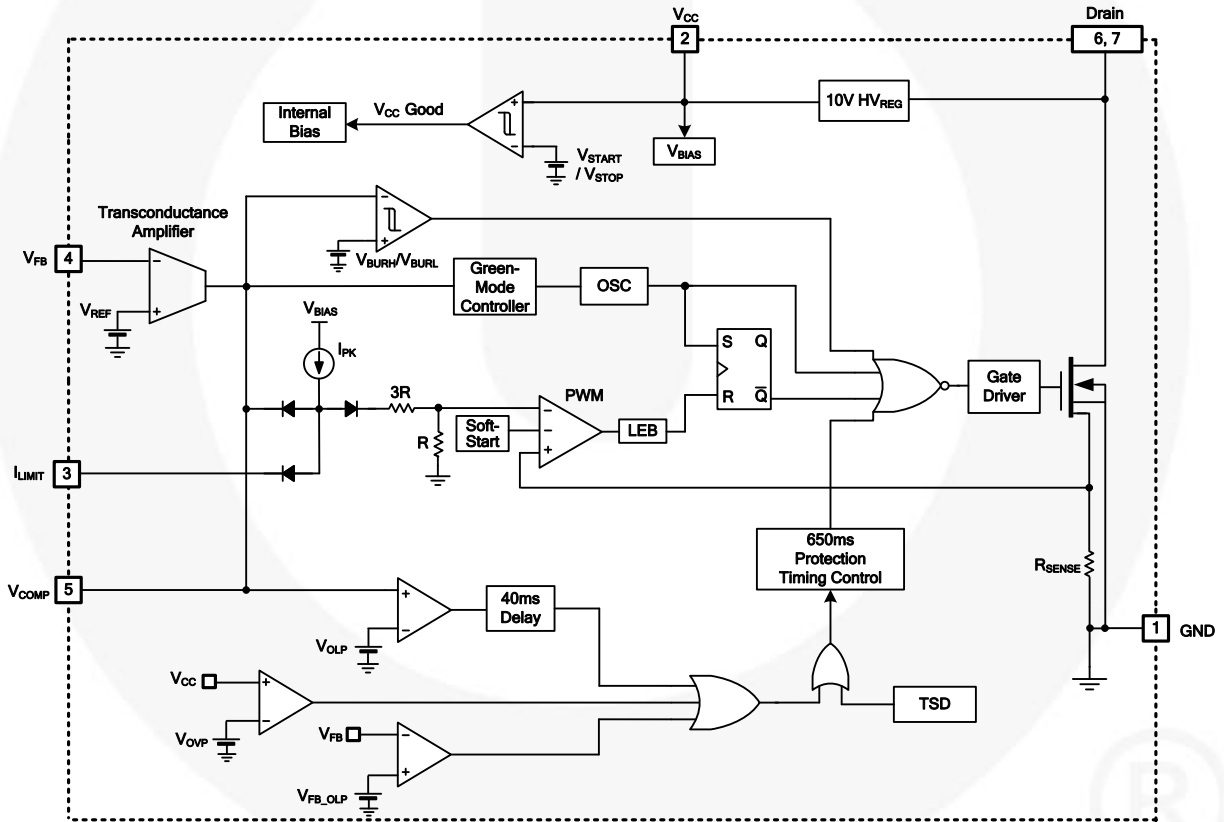 VCC
Drain
2
6, 7
Internal
Bias
VCC Good
+
-
VSTART
/ VSTOP
VBIAS
10V HVREG
Transconductance
Amplifier
VFB
4
-
+
VREF
-
+
VBURH/VBURL
Green-
Mode
Controller
OSC
VBIAS
IPK
S
Q
R
Q
3R
R
Soft-
Start
PWM
-
-
+
LEB
Gate
Driver
ILIMIT
3
650ms
Protection
Timing Control
RSENSE
VCOMP
5
+
-
40ms
Delay
VOLP
1
GND
VCC
+
-
VOVP
VFB
-
+
VFB_OLP
TSD
R